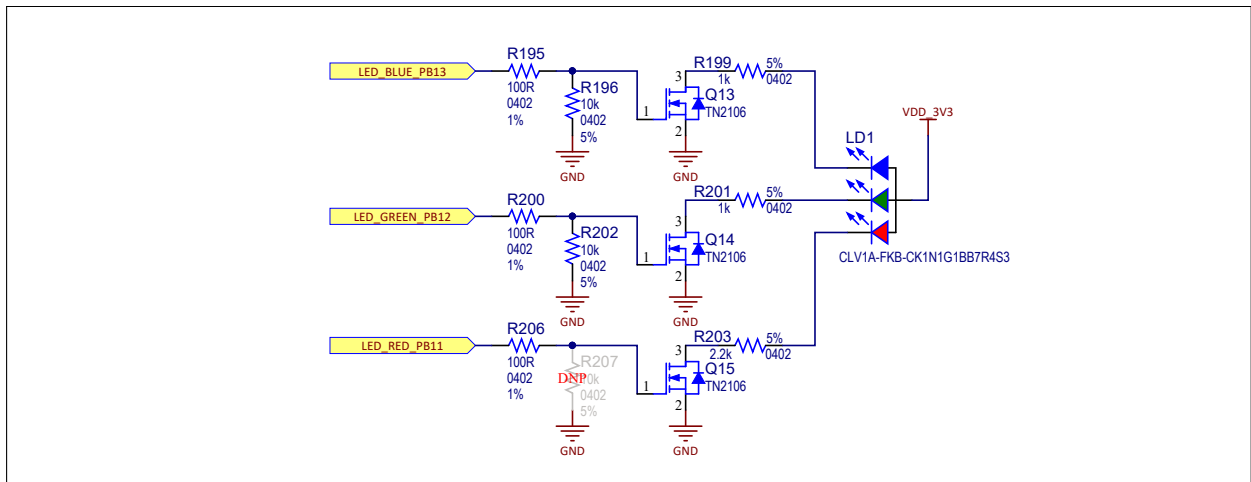 R195
LED_BLUE_PB13
100R
0402
1%
R196
10k
0402
5%
GND
R199
1k
5%
0402
3
Q13
TN2106
1
2
GND
VDD_3V3
LD1
CLV1A-FKB-CK1N1G1BB7R4S3
R200
LED_GREEN_PB12
100R
0402
1%
R202
10k
0402
5%
GND
R201
1k
5%
0402
3
Q14
TN2106
1
2
GND
R206
LED_RED_PB11
100R
0402
1%
R207
DNP
0402
5%
GND
R203
2.2k
5%
0402
3
Q15
TN2106
1
2
GND